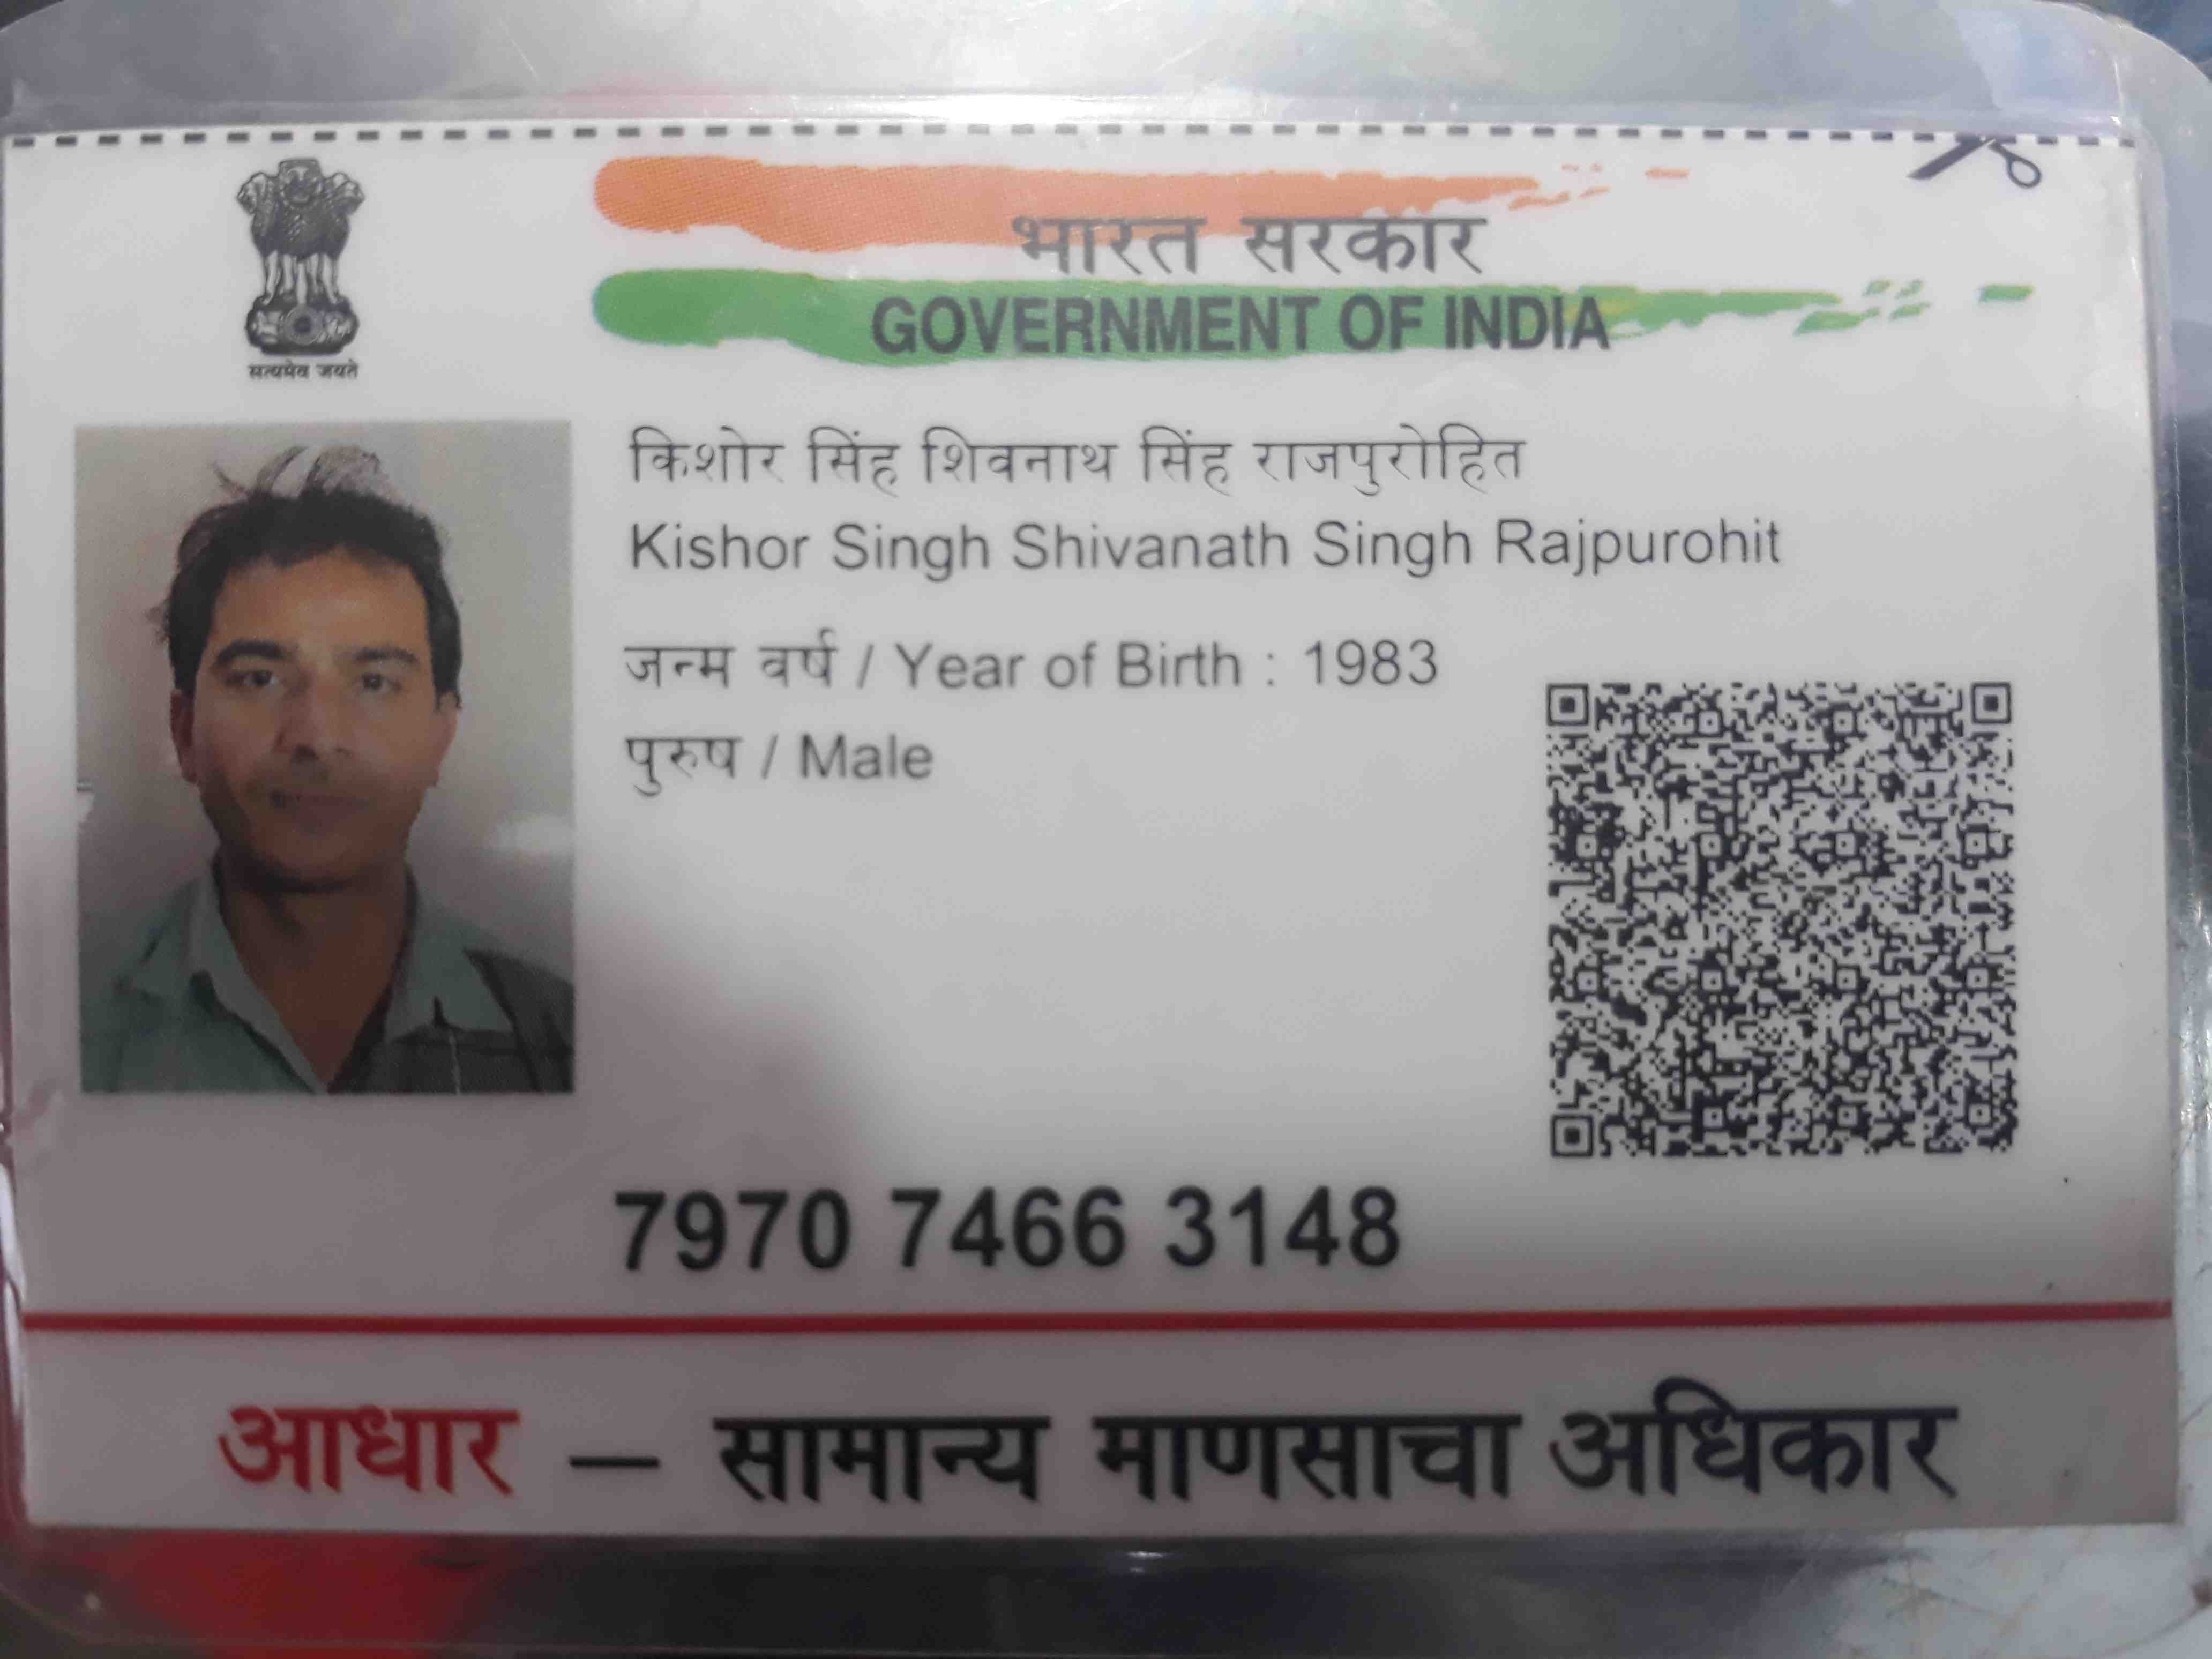 सत्यमेव जयते
भारत सरकार
GOVERNMENT OF INDIA
किशोर सिंह शिवनाथ सिंह राजपुरोहित
Kishor Singh Shivanath Singh Rajpurohit
जन्म वर्ष / Year of Birth : 1983
पुरुष / Male
7970 7466 3148
आधार – सामान्य माणसाचा अधिकार